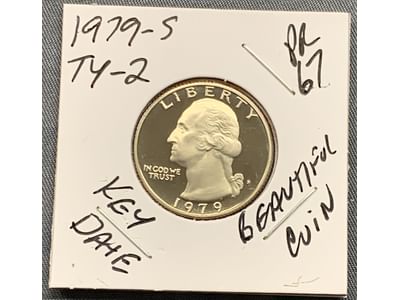 1979-S
TY-2
PR
67
LIBERTY
IN GOD WE
TRUST
1979
KEY
DATE
BEAUTIFUL
COIN